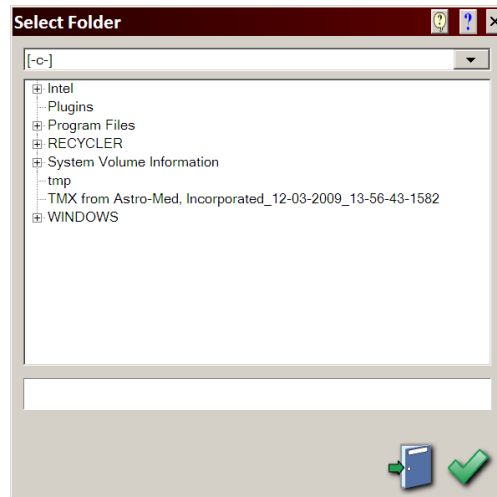 Select Folder
[-c-]
Intel
Plugins
Program Files
RECYCLER
System Volume Information
tmp
TMX from Astro-Med, Incorporated_12-03-2009_13-56-43-1582
WINDOWS